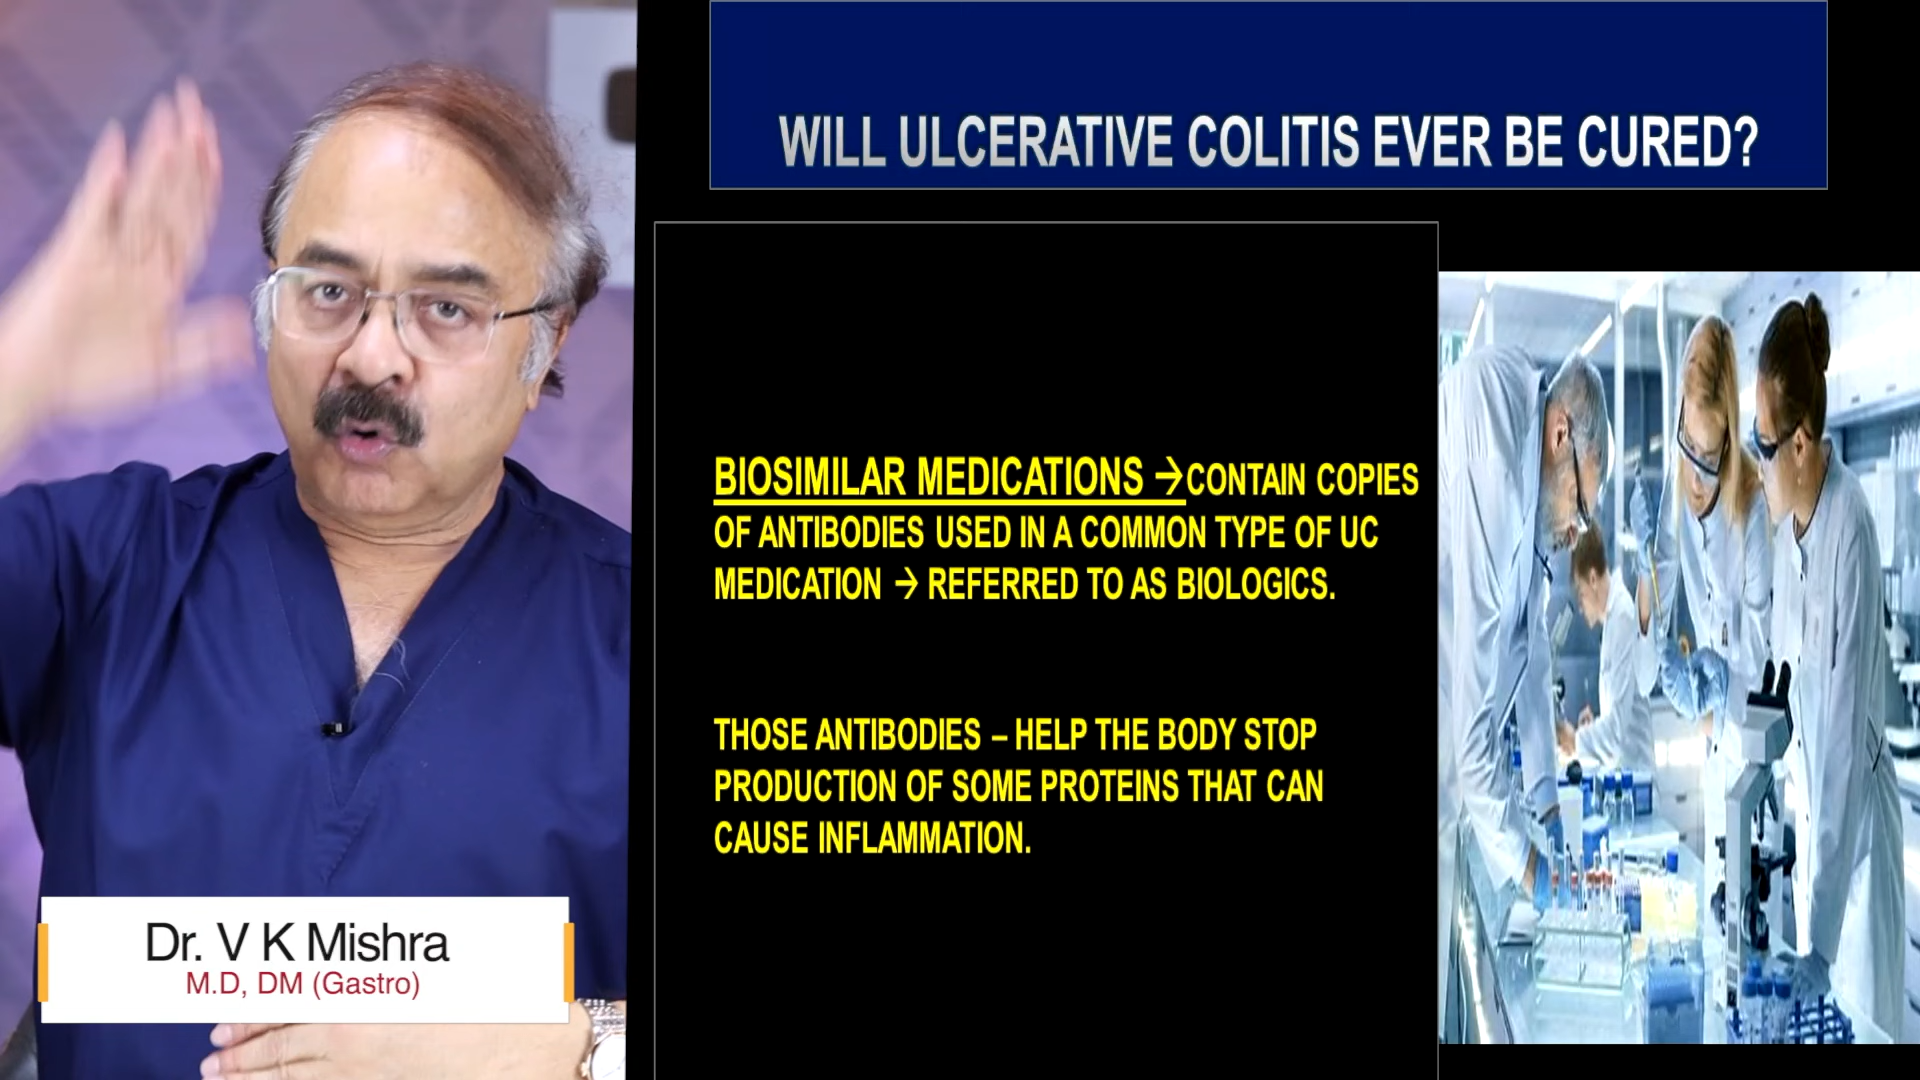 WILL ULCERATIVE COLITIS EVER BE CURED?
BIOSIMILAR MEDICATIONS →CONTAIN COPIES
OF ANTIBODIES USED IN A COMMON TYPE OF UC
MEDICATION → REFERRED TO AS BIOLOGICS.
THOSE ANTIBODIES – HELP THE BODY STOP
PRODUCTION OF SOME PROTEINS THAT CAN
CAUSE INFLAMMATION.
Dr. V K Mishra
M.D, DM (Gastro)